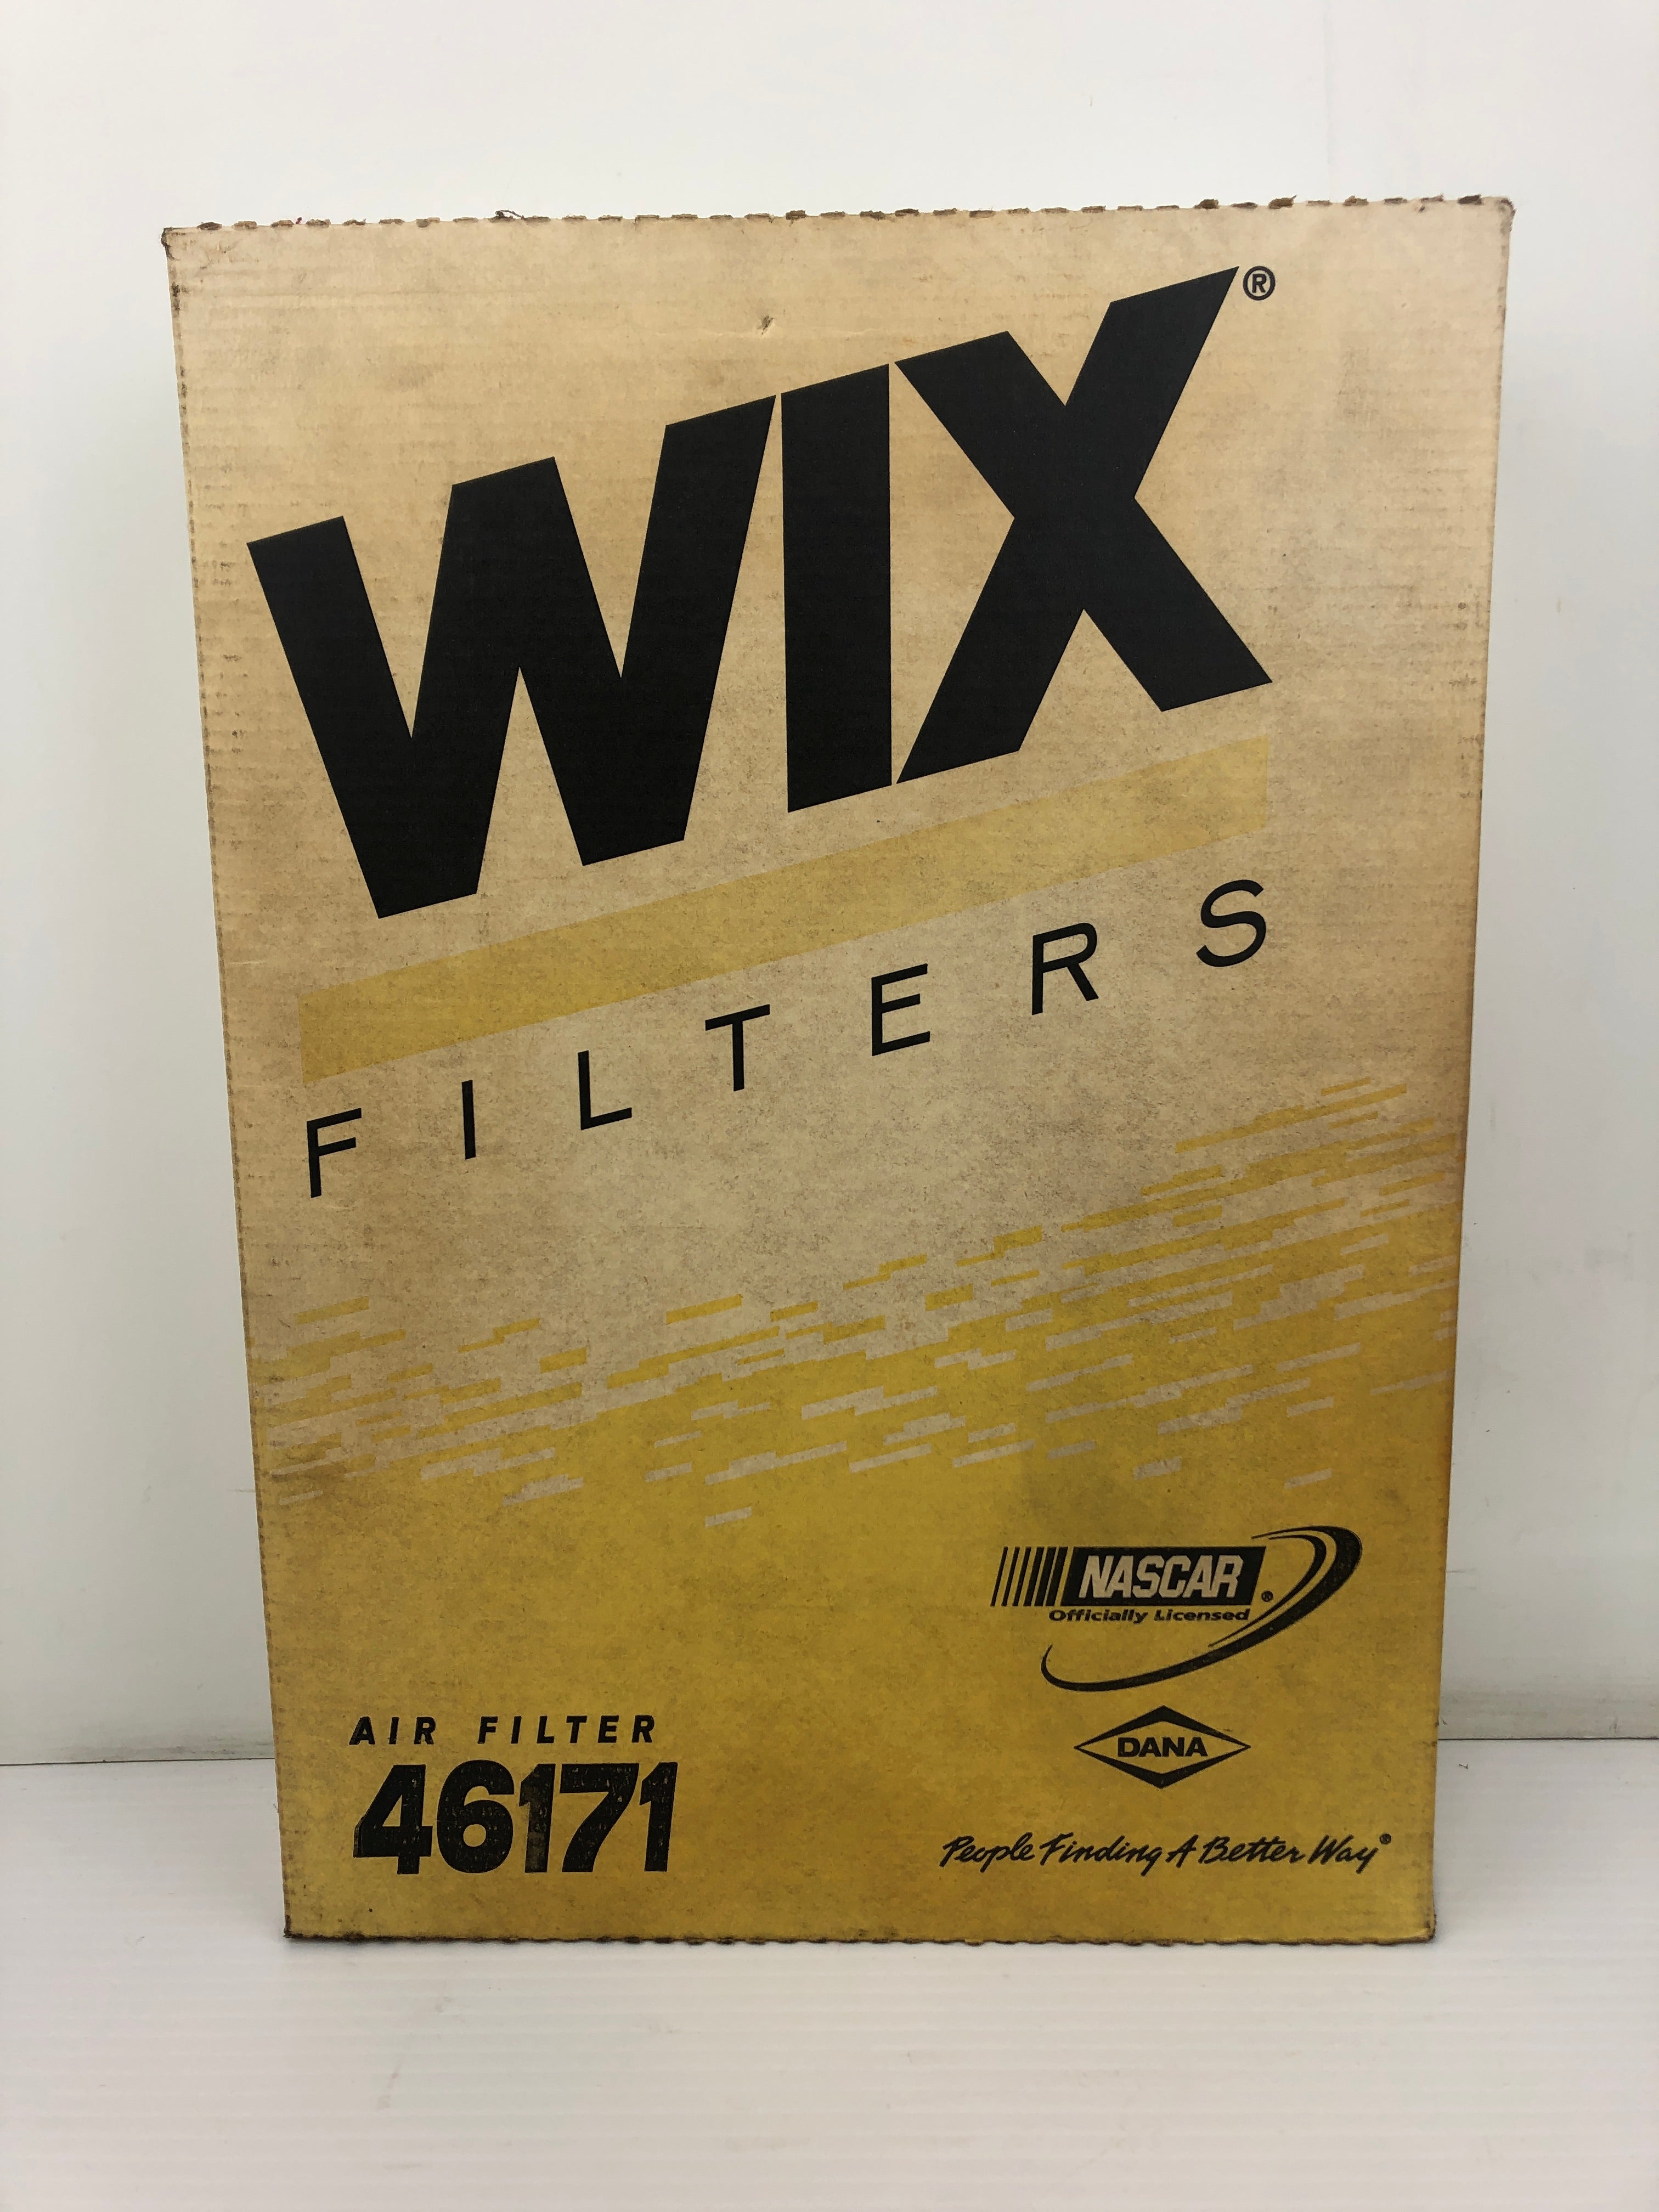 WIX®
FILTERS
NASCAR®
Officially Licensed
DANA
AIR FILTER
46171
People Finding A Better Way®